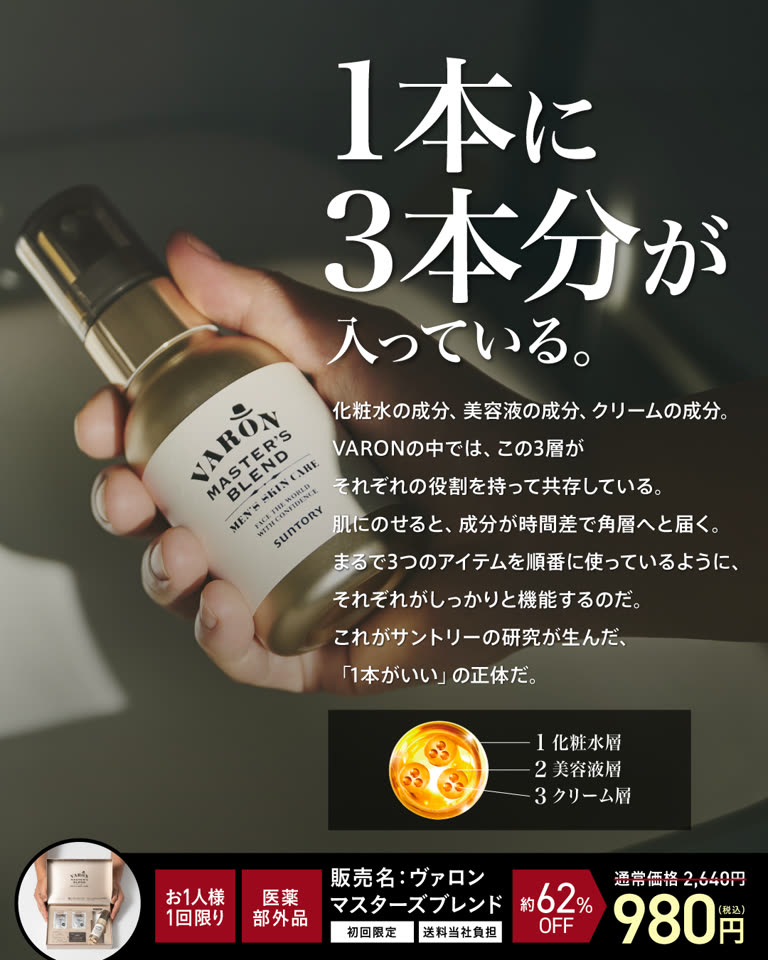 1本に
3本分が
入っている。
VARON
MASTER'S
BLEND
MEN'S SKIN CARE
FACE THE WORLD
WITH CONFIDENCE
SUNTORY
化粧水の成分、美容液の成分、クリームの成分。
VARONの中では、この3層が
それぞれの役割を持って共存している。
肌にのせると、成分が時間差で角層へと届く。
まるで3つのアイテムを順番に使っているように、
それぞれがしっかりと機能するのだ。
これがサントリーの研究が生んだ、
「1本がいい」の正体だ。
1 化粧水層
2 美容液層
3 クリーム層
VARON
お1人様
1回限り
医薬
部外品
販売名：ヴァロン
マスターズブレンド
初回限定
送料当社負担
約62%
OFF
通常価格 2,640円
980円(税込)